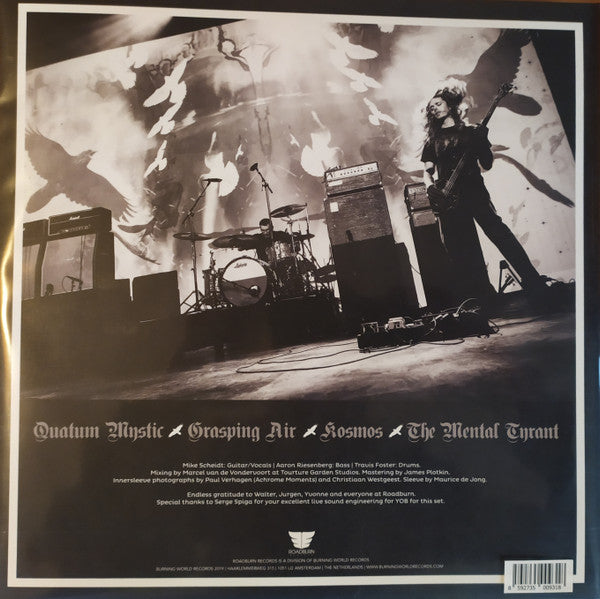 Quatum Mystic Grasping Air Kosmos The Mental Tyrant
Mike Scheidt: Guitar/Vocals | Aaron Riesenberg: Bass | Travis Foster: Drums.
Mixing by Marcel van de Vondervoort at Tourture Garden Studios. Mastering by James Plotkin.
Innersleeve photographs by Paul Verhagen (Achrome Moments) and Christiaan Westgeest. Sleeve by Maurice de Jong.
Endless gratitude to Walter, Jurgen, Yvonne and everyone at Roadburn.
Special thanks to Serge Spiga for your excellent live sound engineering for YOB for this set.
ROADBURN
ROADBURN RECORDS IS A DIVISION OF BURNING WORLD RECORDS
BURNING WORLD RECORDS 2019 | HAARLEMMERWEG 315 | 1051 LG AMSTERDAM | THE NETHERLANDS | WWW.BURNINGWORLDRECORDS.COM
8 592735 009318